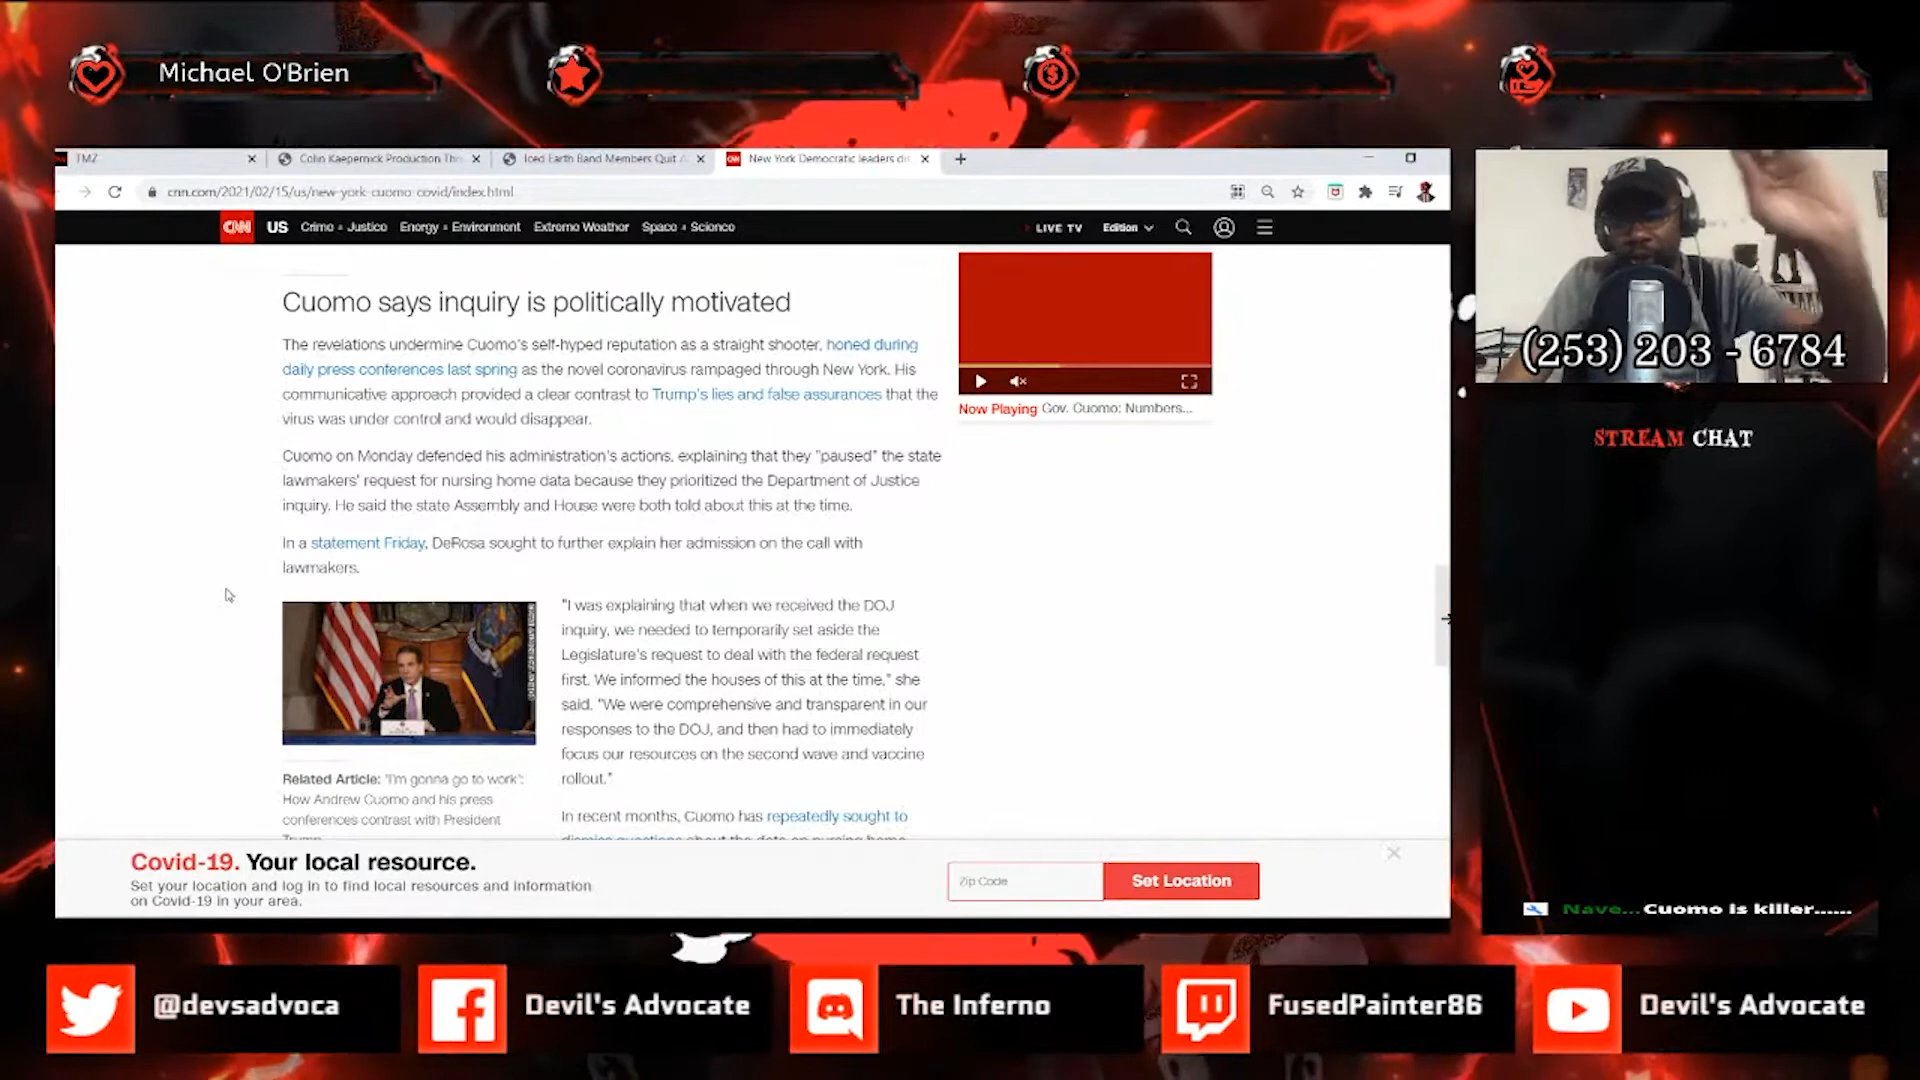 Michael O'Brien
TMZ
Colin Kaepernick Production Thr
Iced Earth Band Members Quit A
New York Democratic leaders di
cnn.com/2021/02/15/us/new-york-cuomo-covid/index.html
CNN US Crime + Justice Energy + Environment Extreme Weather Space + Science
LIVE TV Edition
Cuomo says inquiry is politically motivated
The revelations undermine Cuomo's self-hyped reputation as a straight shooter, honed during
daily press conferences last spring as the novel coronavirus rampaged through New York. His
communicative approach provided a clear contrast to Trump's lies and false assurances that the
virus was under control and would disappear.
Cuomo on Monday defended his administration's actions, explaining that they "paused" the state
lawmakers' request for nursing home data because they prioritized the Department of Justice
inquiry. He said the state Assembly and House were both told about this at the time.
In a statement Friday, DeRosa sought to further explain her admission on the call with
lawmakers.
"I was explaining that when we received the DOJ
inquiry, we needed to temporarily set aside the
Legislature's request to deal with the federal request
first. We informed the houses of this at the time," she
said. "We were comprehensive and transparent in our
responses to the DOJ, and then had to immediately
focus our resources on the second wave and vaccine
rollout."
In recent months, Cuomo has repeatedly sought to
Related Article: 'I'm gonna go to work':
How Andrew Cuomo and his press
conferences contrast with President
Now Playing Gov. Cuomo: Numbers...
Covid-19. Your local resource.
Set your location and log in to find local resources and information
on Covid-19 in your area.
Zip Code
Set Location
22
(253) 203 - 6784
STREAM CHAT
Nave... Cuomo is killer......
@devsadvoca
Devil's Advocate
The Inferno
FusedPainter86
Devil's Advocate